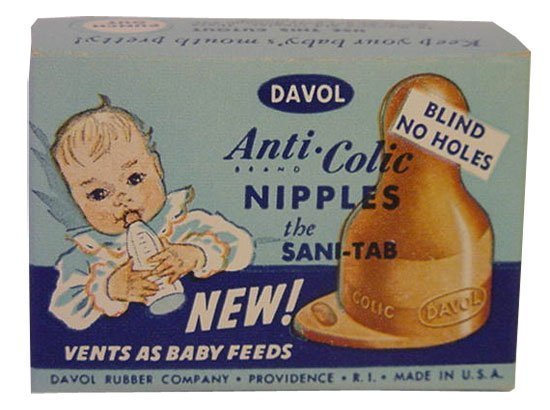 Keep your baby's mouth pretty!
DAVOL
BLIND
NO HOLES
Anti-Colic
BRAND
NIPPLES
the
SANI-TAB
COLIC
DAVOL
NEW!
VENTS AS BABY FEEDS
DAVOL RUBBER COMPANY • PROVIDENCE • R.I. • MADE IN U.S.A.